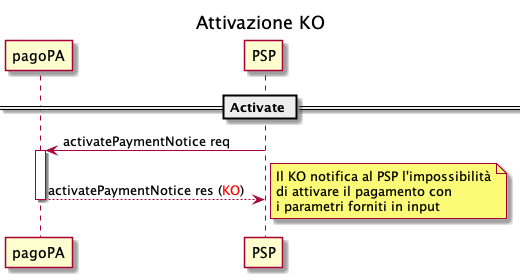 Attivazione KO
pagoPA
PSP
Activate
activatePaymentNotice req
activatePaymentNotice res (KO)
Il KO notifica al PSP l'impossibilità
di attivare il pagamento con
i parametri forniti in input
pagoPA
PSP